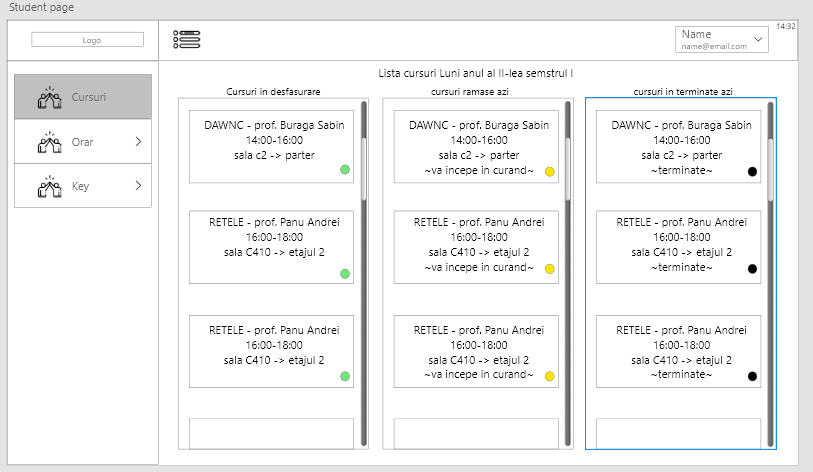 Student page
Logo
Name
name@email.com
14:32
Cursuri
Orar
Key
Lista cursuri Luni anul al II-lea semstrul I
Cursuri in desfasurare
DAWNC - prof. Buraga Sabin
14:00-16:00
sala c2 -> parter
RETELE - prof. Panu Andrei
16:00-18:00
sala C410 -> etajul 2
RETELE - prof. Panu Andrei
16:00-18:00
sala C410 -> etajul 2
cursuri ramase azi
DAWNC - prof. Buraga Sabin
14:00-16:00
sala c2 -> parter
~va incepe in curand~
RETELE - prof. Panu Andrei
16:00-18:00
sala C410 -> etajul 2
~va incepe in curand~
RETELE - prof. Panu Andrei
16:00-18:00
sala C410 -> etajul 2
~va incepe in curand~
cursuri in terminate azi
DAWNC - prof. Buraga Sabin
14:00-16:00
sala c2 -> parter
~terminate~
RETELE - prof. Panu Andrei
16:00-18:00
sala C410 -> etajul 2
~terminate~
RETELE - prof. Panu Andrei
16:00-18:00
sala C410 -> etajul 2
~terminate~